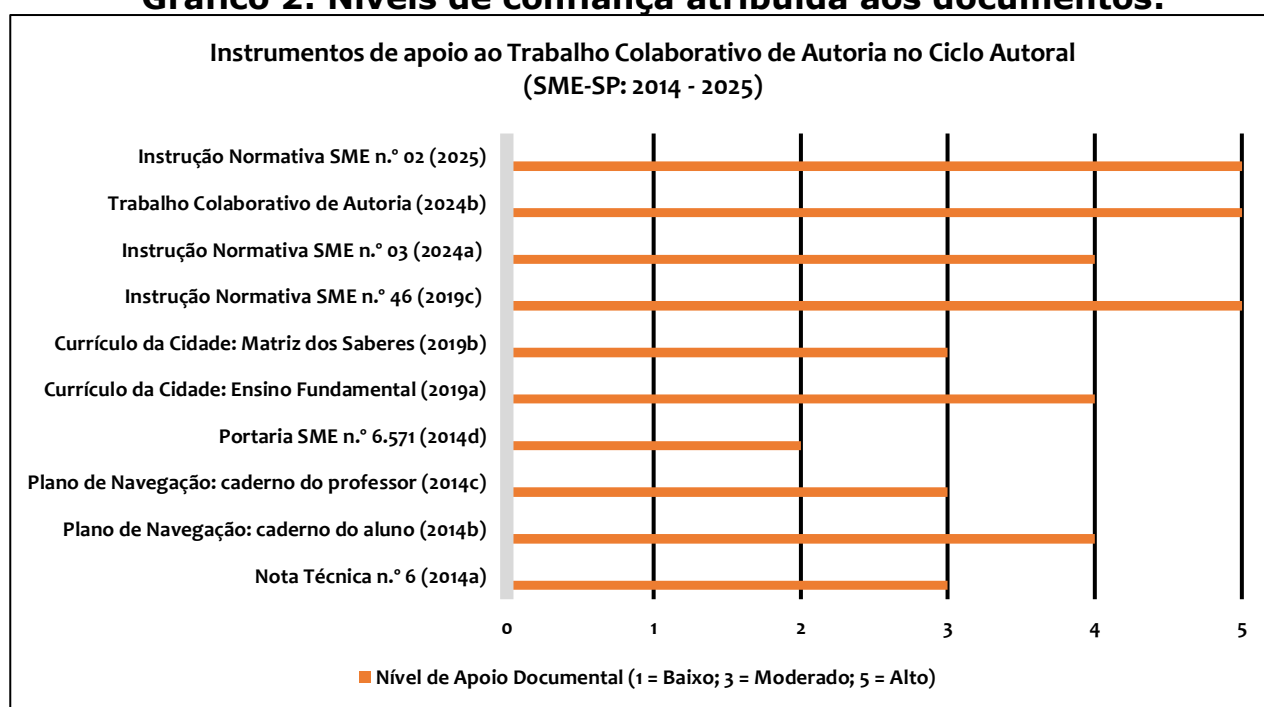 Gráfico 2: Níveis de confiança atribuída aos documentos.
Instrumentos de apoio ao Trabalho Colaborativo de Autoria no Ciclo Autoral
(SME-SP: 2014 - 2025)
Instrução Normativa SME n.° 02 (2025)
Trabalho Colaborativo de Autoria (2024b)
Instrução Normativa SME n.° 03 (2024a)
Instrução Normativa SME n.° 46 (2019c)
Currículo da Cidade: Matriz dos Saberes (2019b)
Currículo da Cidade: Ensino Fundamental (2019a)
Portaria SME n.° 6.571 (2014d)
Plano de Navegação: caderno do professor (2014c)
Plano de Navegação: caderno do aluno (2014b)
Nota Técnica n.° 6 (2014a)
0 1 2 3 4 5
Nível de Apoio Documental (1 = Baixo; 3 = Moderado; 5 = Alto)